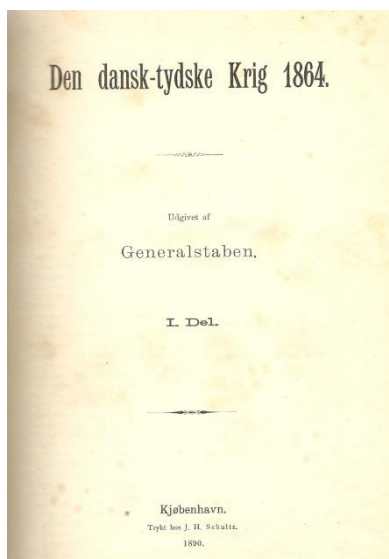 Den dansk-tydske Krig 1864.
Udgivet af
Generalstaben.
I. Del.
Kjøbenhavn.
Trykt hos J. H. Schultz.
1890.